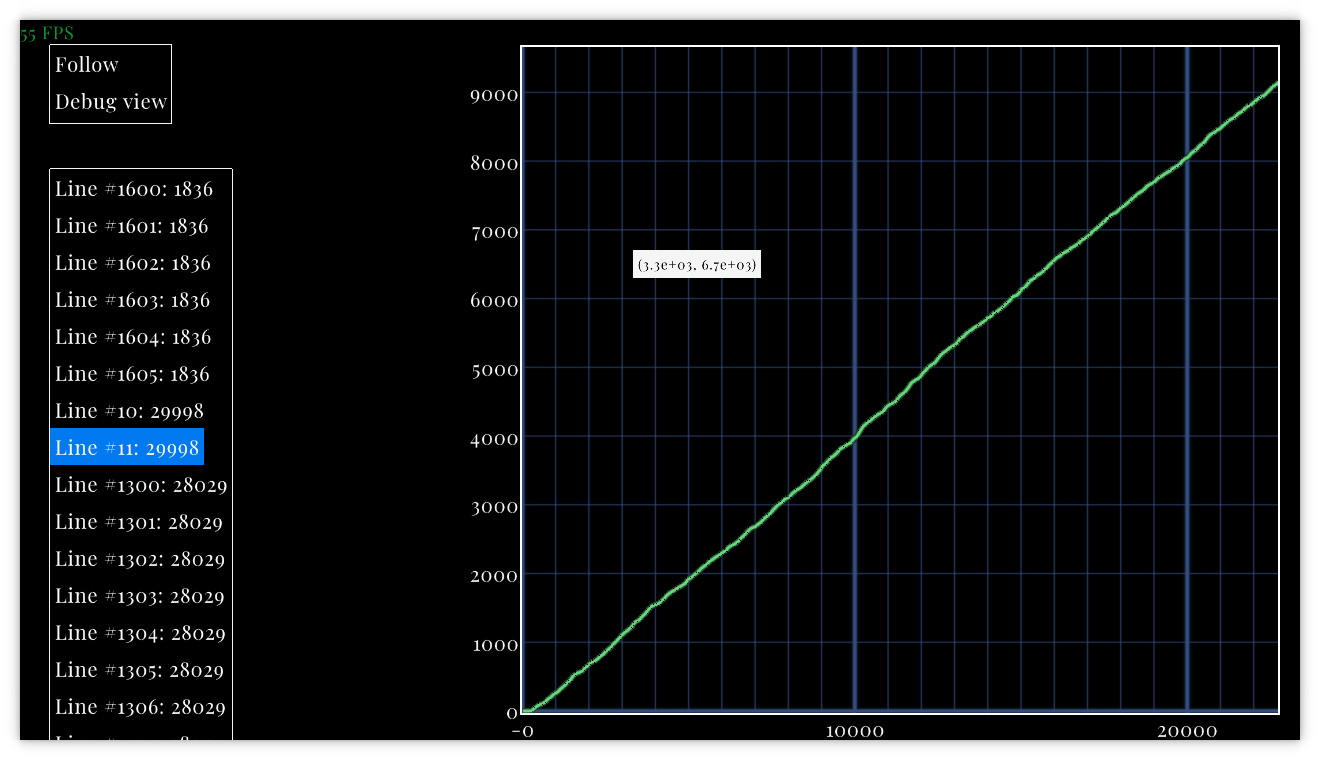 55 FPS
Follow
Debug view
Line #1600: 1836
Line #1601: 1836
Line #1602: 1836
Line #1603: 1836
Line #1604: 1836
Line #1605: 1836
Line #10: 29998
Line #11: 29998
Line #1300: 28029
Line #1301: 28029
Line #1302: 28029
Line #1303: 28029
Line #1304: 28029
Line #1305: 28029
Line #1306: 28029
9000
8000
7000
6000
5000
4000
3000
2000
1000
0
(3.3e+03, 6.7e+03)
-0 10000 20000